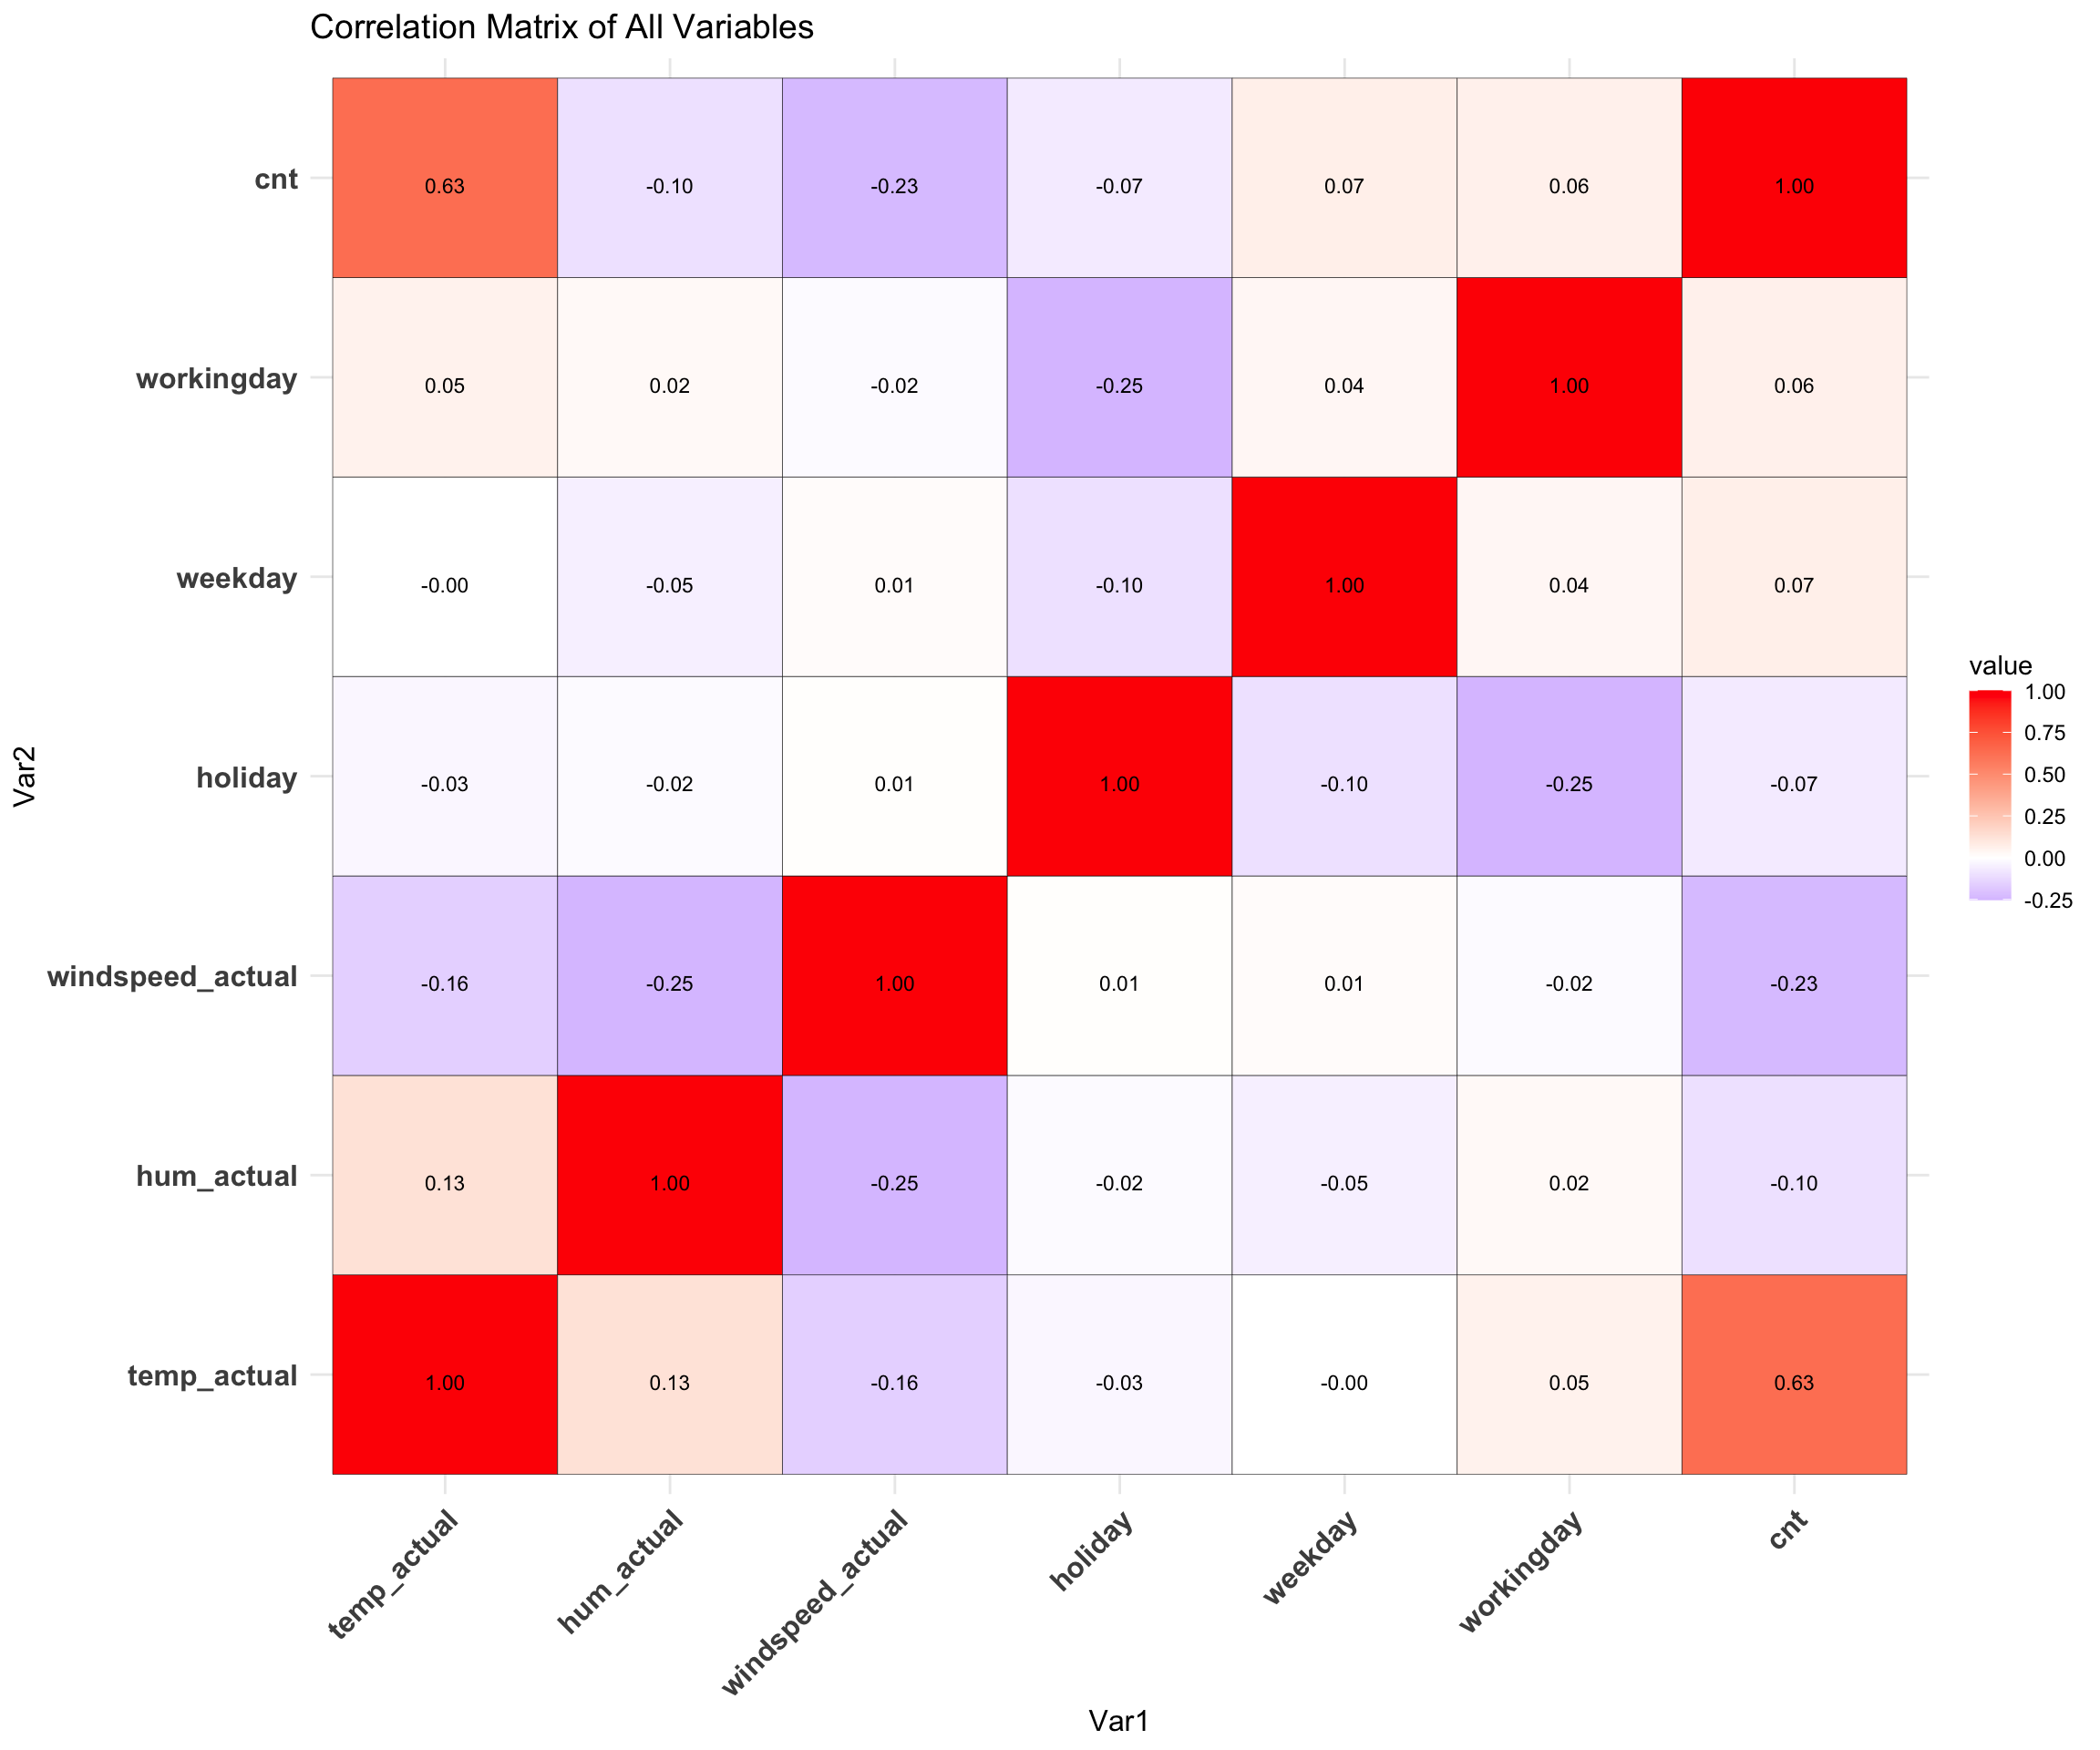 Correlation Matrix of All Variables
cnt 0.63 -0.10 -0.23 -0.07 0.07 0.06 1.00
workingday 0.05 0.02 -0.02 -0.25 0.04 1.00 0.06
weekday -0.00 -0.05 0.01 -0.10 1.00 0.04 0.07
holiday -0.03 -0.02 0.01 1.00 -0.10 -0.25 -0.07
windspeed_actual -0.16 -0.25 1.00 0.01 0.01 -0.02 -0.23
hum_actual 0.13 1.00 -0.25 -0.02 -0.05 0.02 -0.10
temp_actual 1.00 0.13 -0.16 -0.03 -0.00 0.05 0.63
temp_actual hum_actual windspeed_actual holiday weekday workingday cnt
Var1
Var2
value
1.00
0.75
0.50
0.25
0.00
-0.25